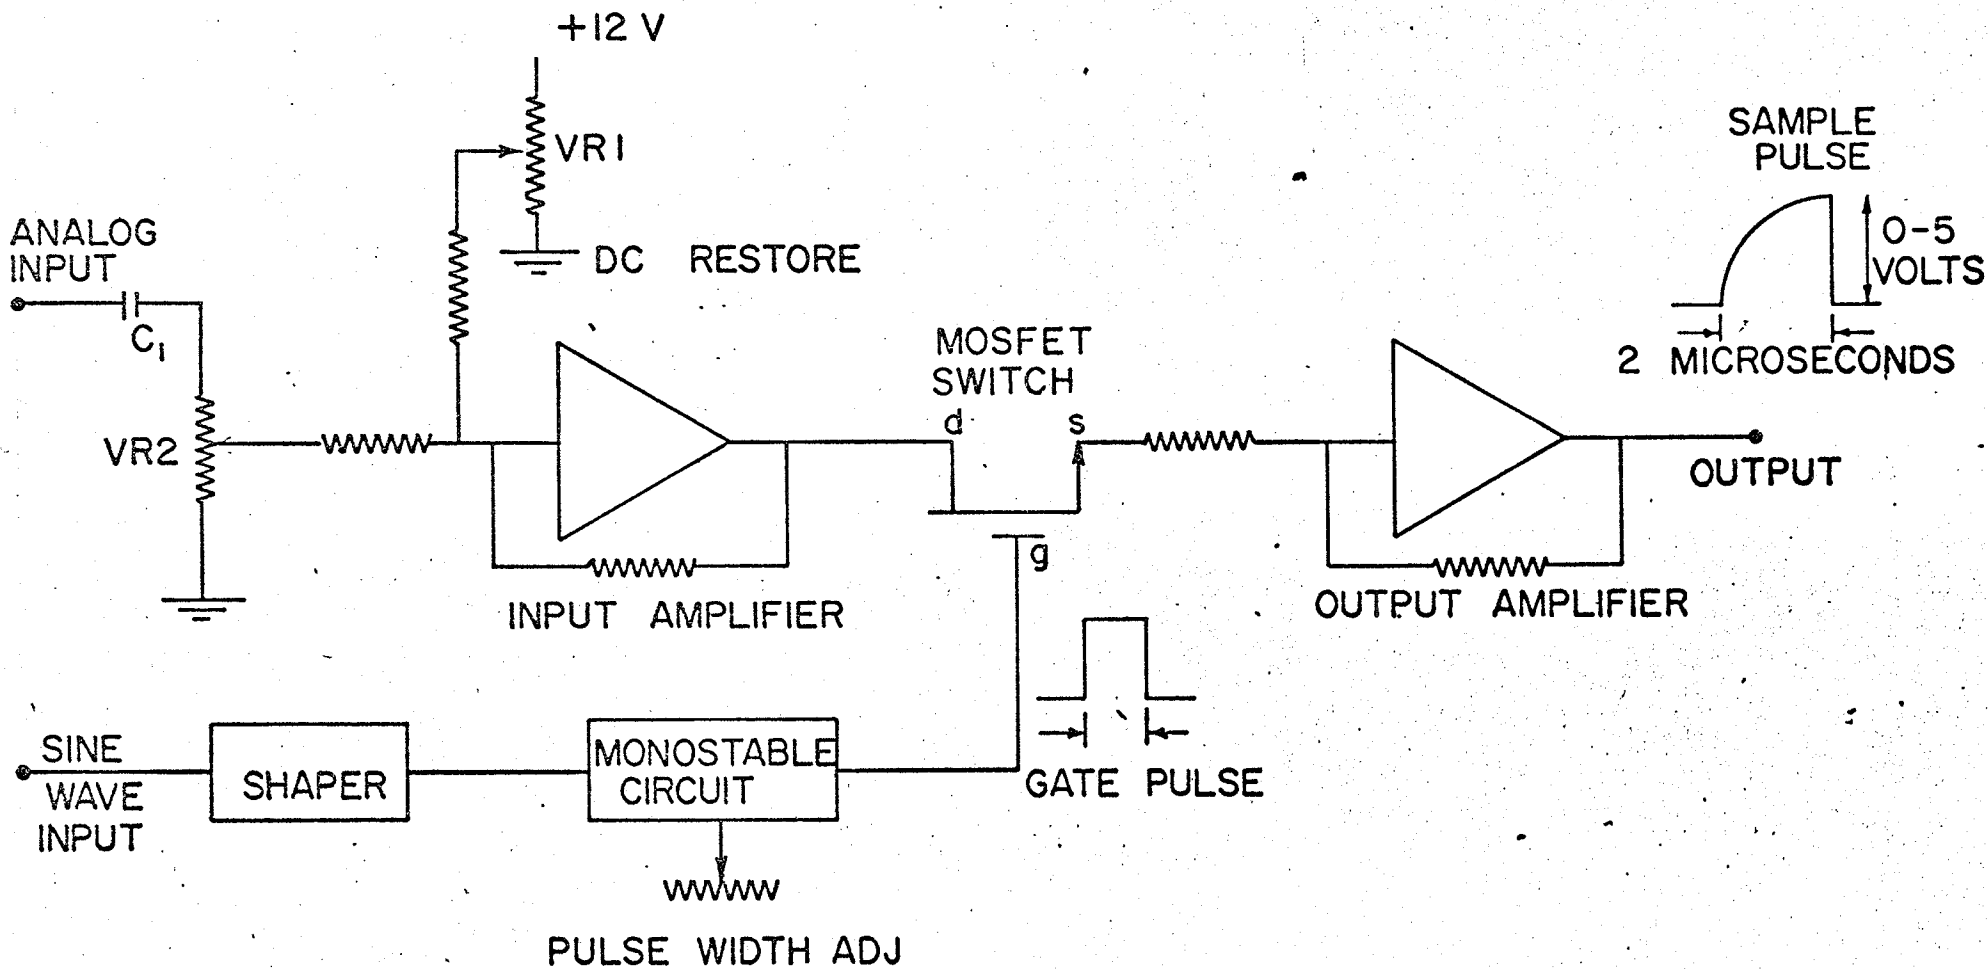 +12 V
VR1
DC RESTORE
ANALOG
INPUT
C1
VR2
INPUT AMPLIFIER
MOSFET
SWITCH
d
s
g
SAMPLE
PULSE
0-5
VOLTS
2 MICROSECONDS
OUTPUT
OUTPUT AMPLIFIER
SINE
WAVE
INPUT
SHAPER
MONOSTABLE
CIRCUIT
GATE PULSE
PULSE WIDTH ADJ